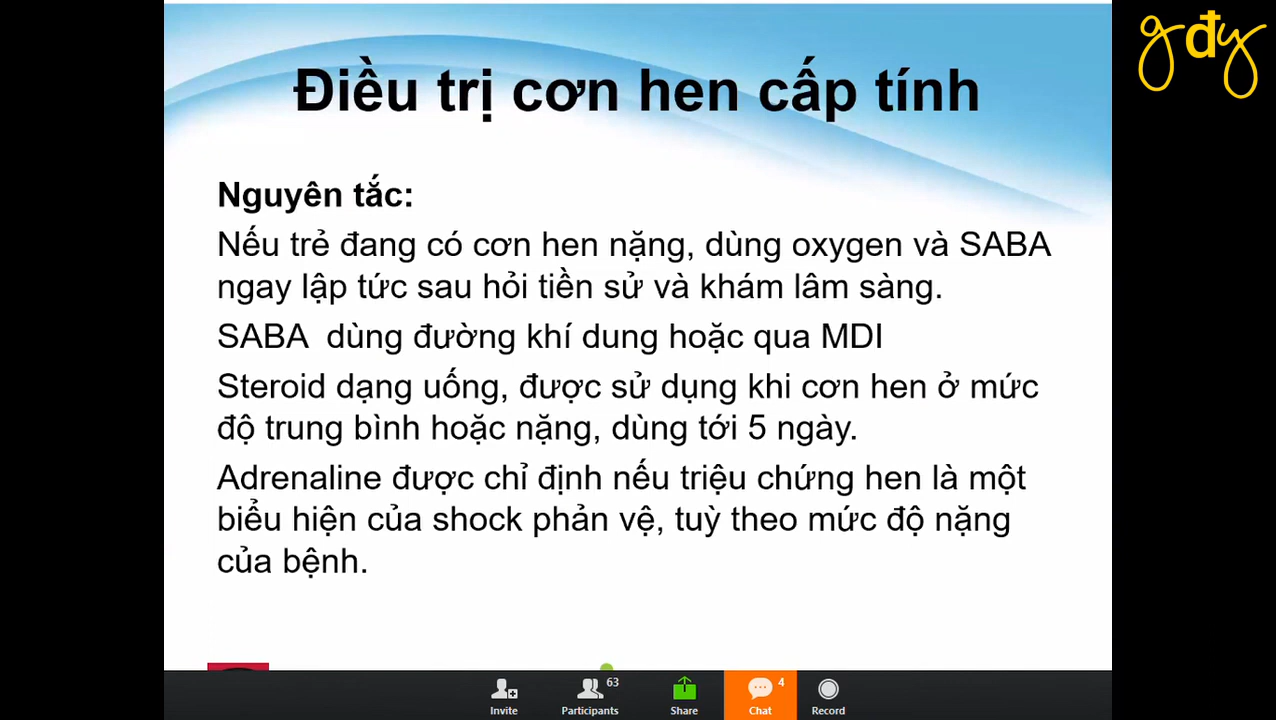 gđy
Điều trị cơn hen cấp tính
Nguyên tắc:
Nếu trẻ đang có cơn hen nặng, dùng oxygen và SABA
ngay lập tức sau hỏi tiền sử và khám lâm sàng.
SABA dùng đường khí dung hoặc qua MDI
Steroid dạng uống, được sử dụng khi cơn hen ở mức
độ trung bình hoặc nặng, dùng tới 5 ngày.
Adrenaline được chỉ định nếu triệu chứng hen là một
biểu hiện của shock phản vệ, tuỳ theo mức độ nặng
của bệnh.
63 4
Invite Participants Share Chat Record